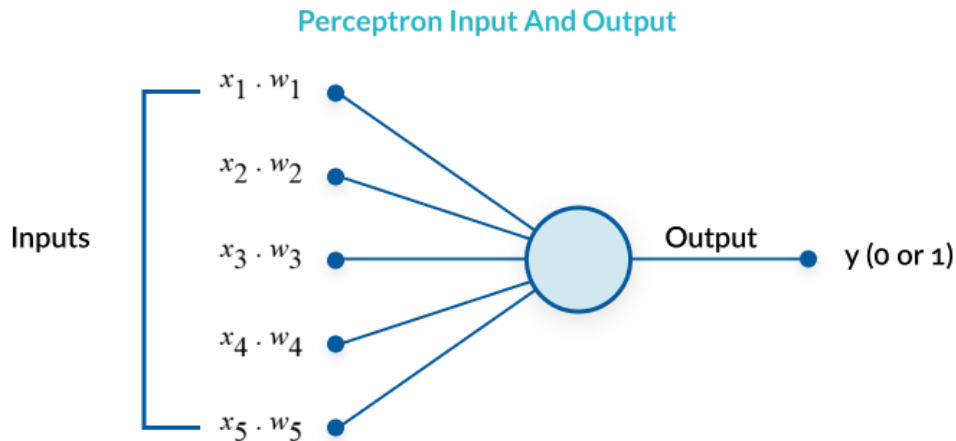 Perceptron Input And Output
x1 . w1
x2 . w2
Inputs
x3 . w3
x4 . w4
x5 . w5
Output
y (0 or 1)